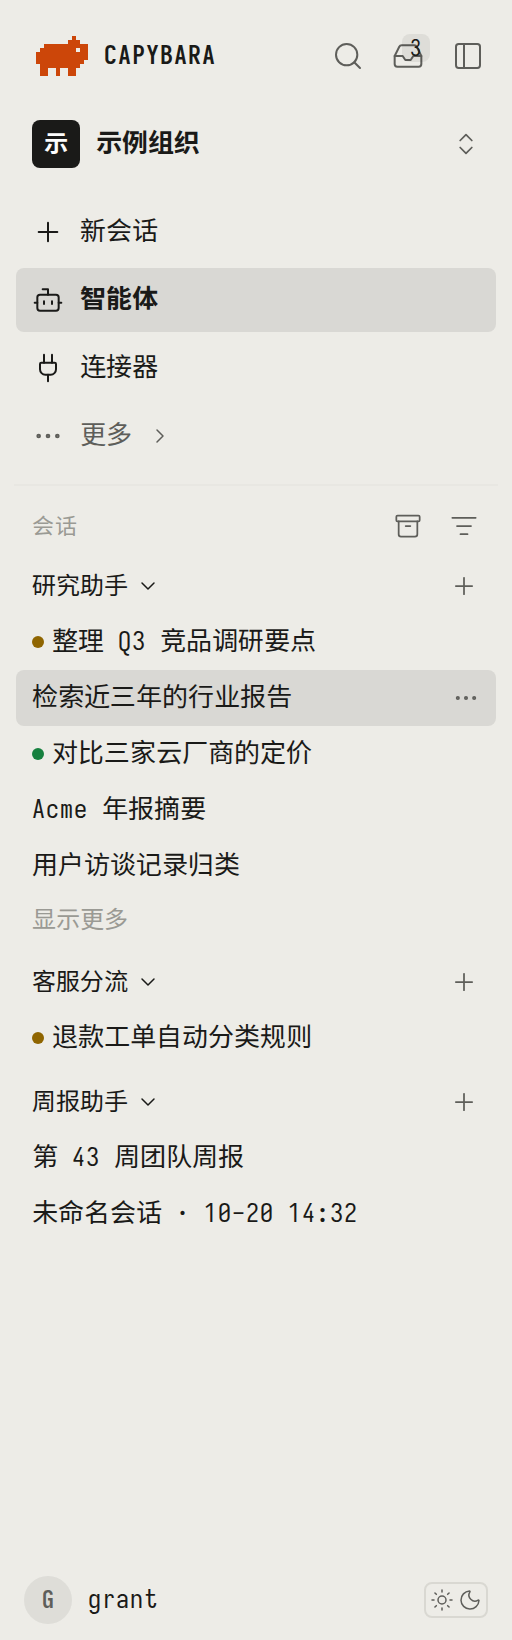 CAPYBARA 3
示 示例组织
新会话
智能体
连接器
更多
会话
研究助手
整理 Q3 竞品调研要点
检索近三年的行业报告
对比三家云厂商的定价
Acme 年报摘要
用户访谈记录归类
显示更多
客服分流
退款工单自动分类规则
周报助手
第 43 周团队周报
未命名会话 · 10-20 14:32
G grant